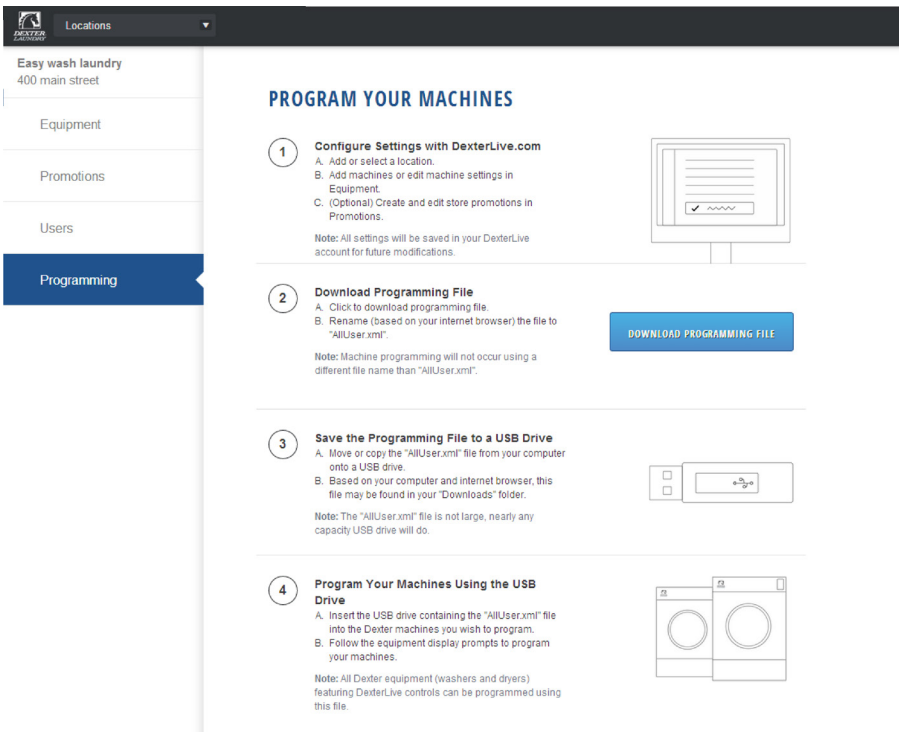 DEXTER
LAUNDRY
Locations
Easy wash laundry
400 main street
Equipment
Promotions
Users
Programming
PROGRAM YOUR MACHINES
1
Configure Settings with DexterLive.com
A. Add or select a location.
B. Add machines or edit machine settings in
Equipment.
C. (Optional) Create and edit store promotions in
Promotions.
Note: All settings will be saved in your DexterLive
account for future modifications.
2
Download Programming File
A. Click to download programming file.
B. Rename (based on your internet browser) the file to
"AllUser.xml".
Note: Machine programming will not occur using a
different file name than "AllUser.xml".
DOWNLOAD PROGRAMMING FILE
3
Save the Programming File to a USB Drive
A. Move or copy the "AllUser.xml" file from your computer
onto a USB drive.
B. Based on your computer and internet browser, this
file may be found in your "Downloads" folder.
Note: The "AllUser.xml" file is not large, nearly any
capacity USB drive will do.
4
Program Your Machines Using the USB
Drive
A. Insert the USB drive containing the "AllUser.xml" file
into the Dexter machines you wish to program.
B. Follow the equipment display prompts to program
your machines.
Note: All Dexter equipment (washers and dryers)
featuring DexterLive controls can be programmed using
this file.